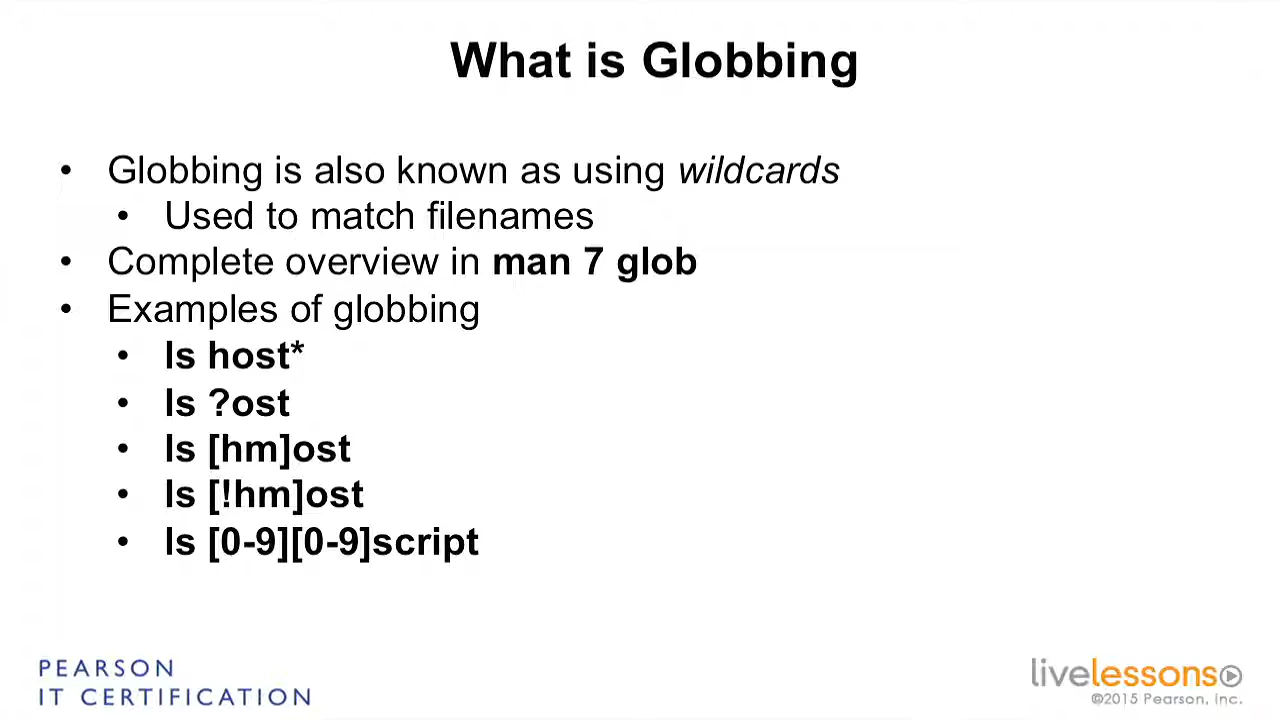 What is Globbing
• Globbing is also known as using wildcards
• Used to match filenames
• Complete overview in man 7 glob
• Examples of globbing
• ls host*
• ls ?ost
• ls [hm]ost
• ls [!hm]ost
• ls [0-9][0-9]script
PEARSON
IT CERTIFICATION
livelessons
©2015 Pearson, Inc.